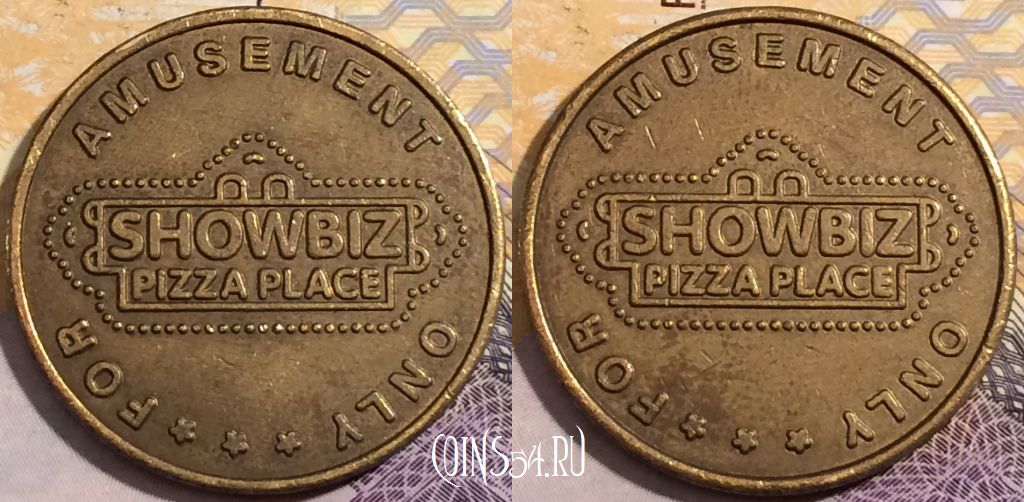 FOR AMUSEMENT ONLY
SHOWBIZ
PIZZA PLACE
FOR AMUSEMENT ONLY
SHOWBIZ
PIZZA PLACE
COINS54.RU